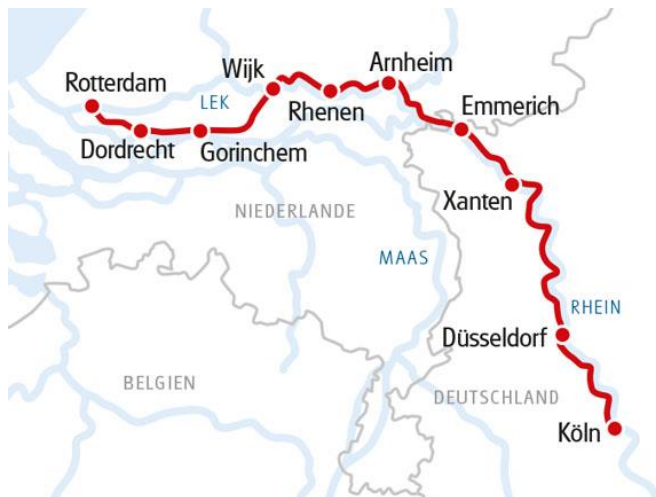 Rotterdam
Wijk
Arnheim
LEK
Rhenen
Emmerich
Dordrecht
Gorinchem
Xanten
NIEDERLANDE
MAAS
RHEIN
Düsseldorf
BELGIEN
DEUTSCHLAND
Köln